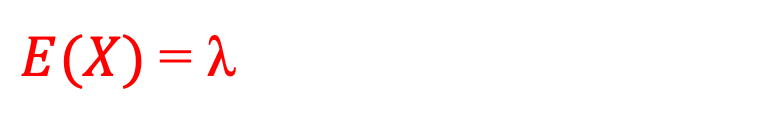 E(X) = λ